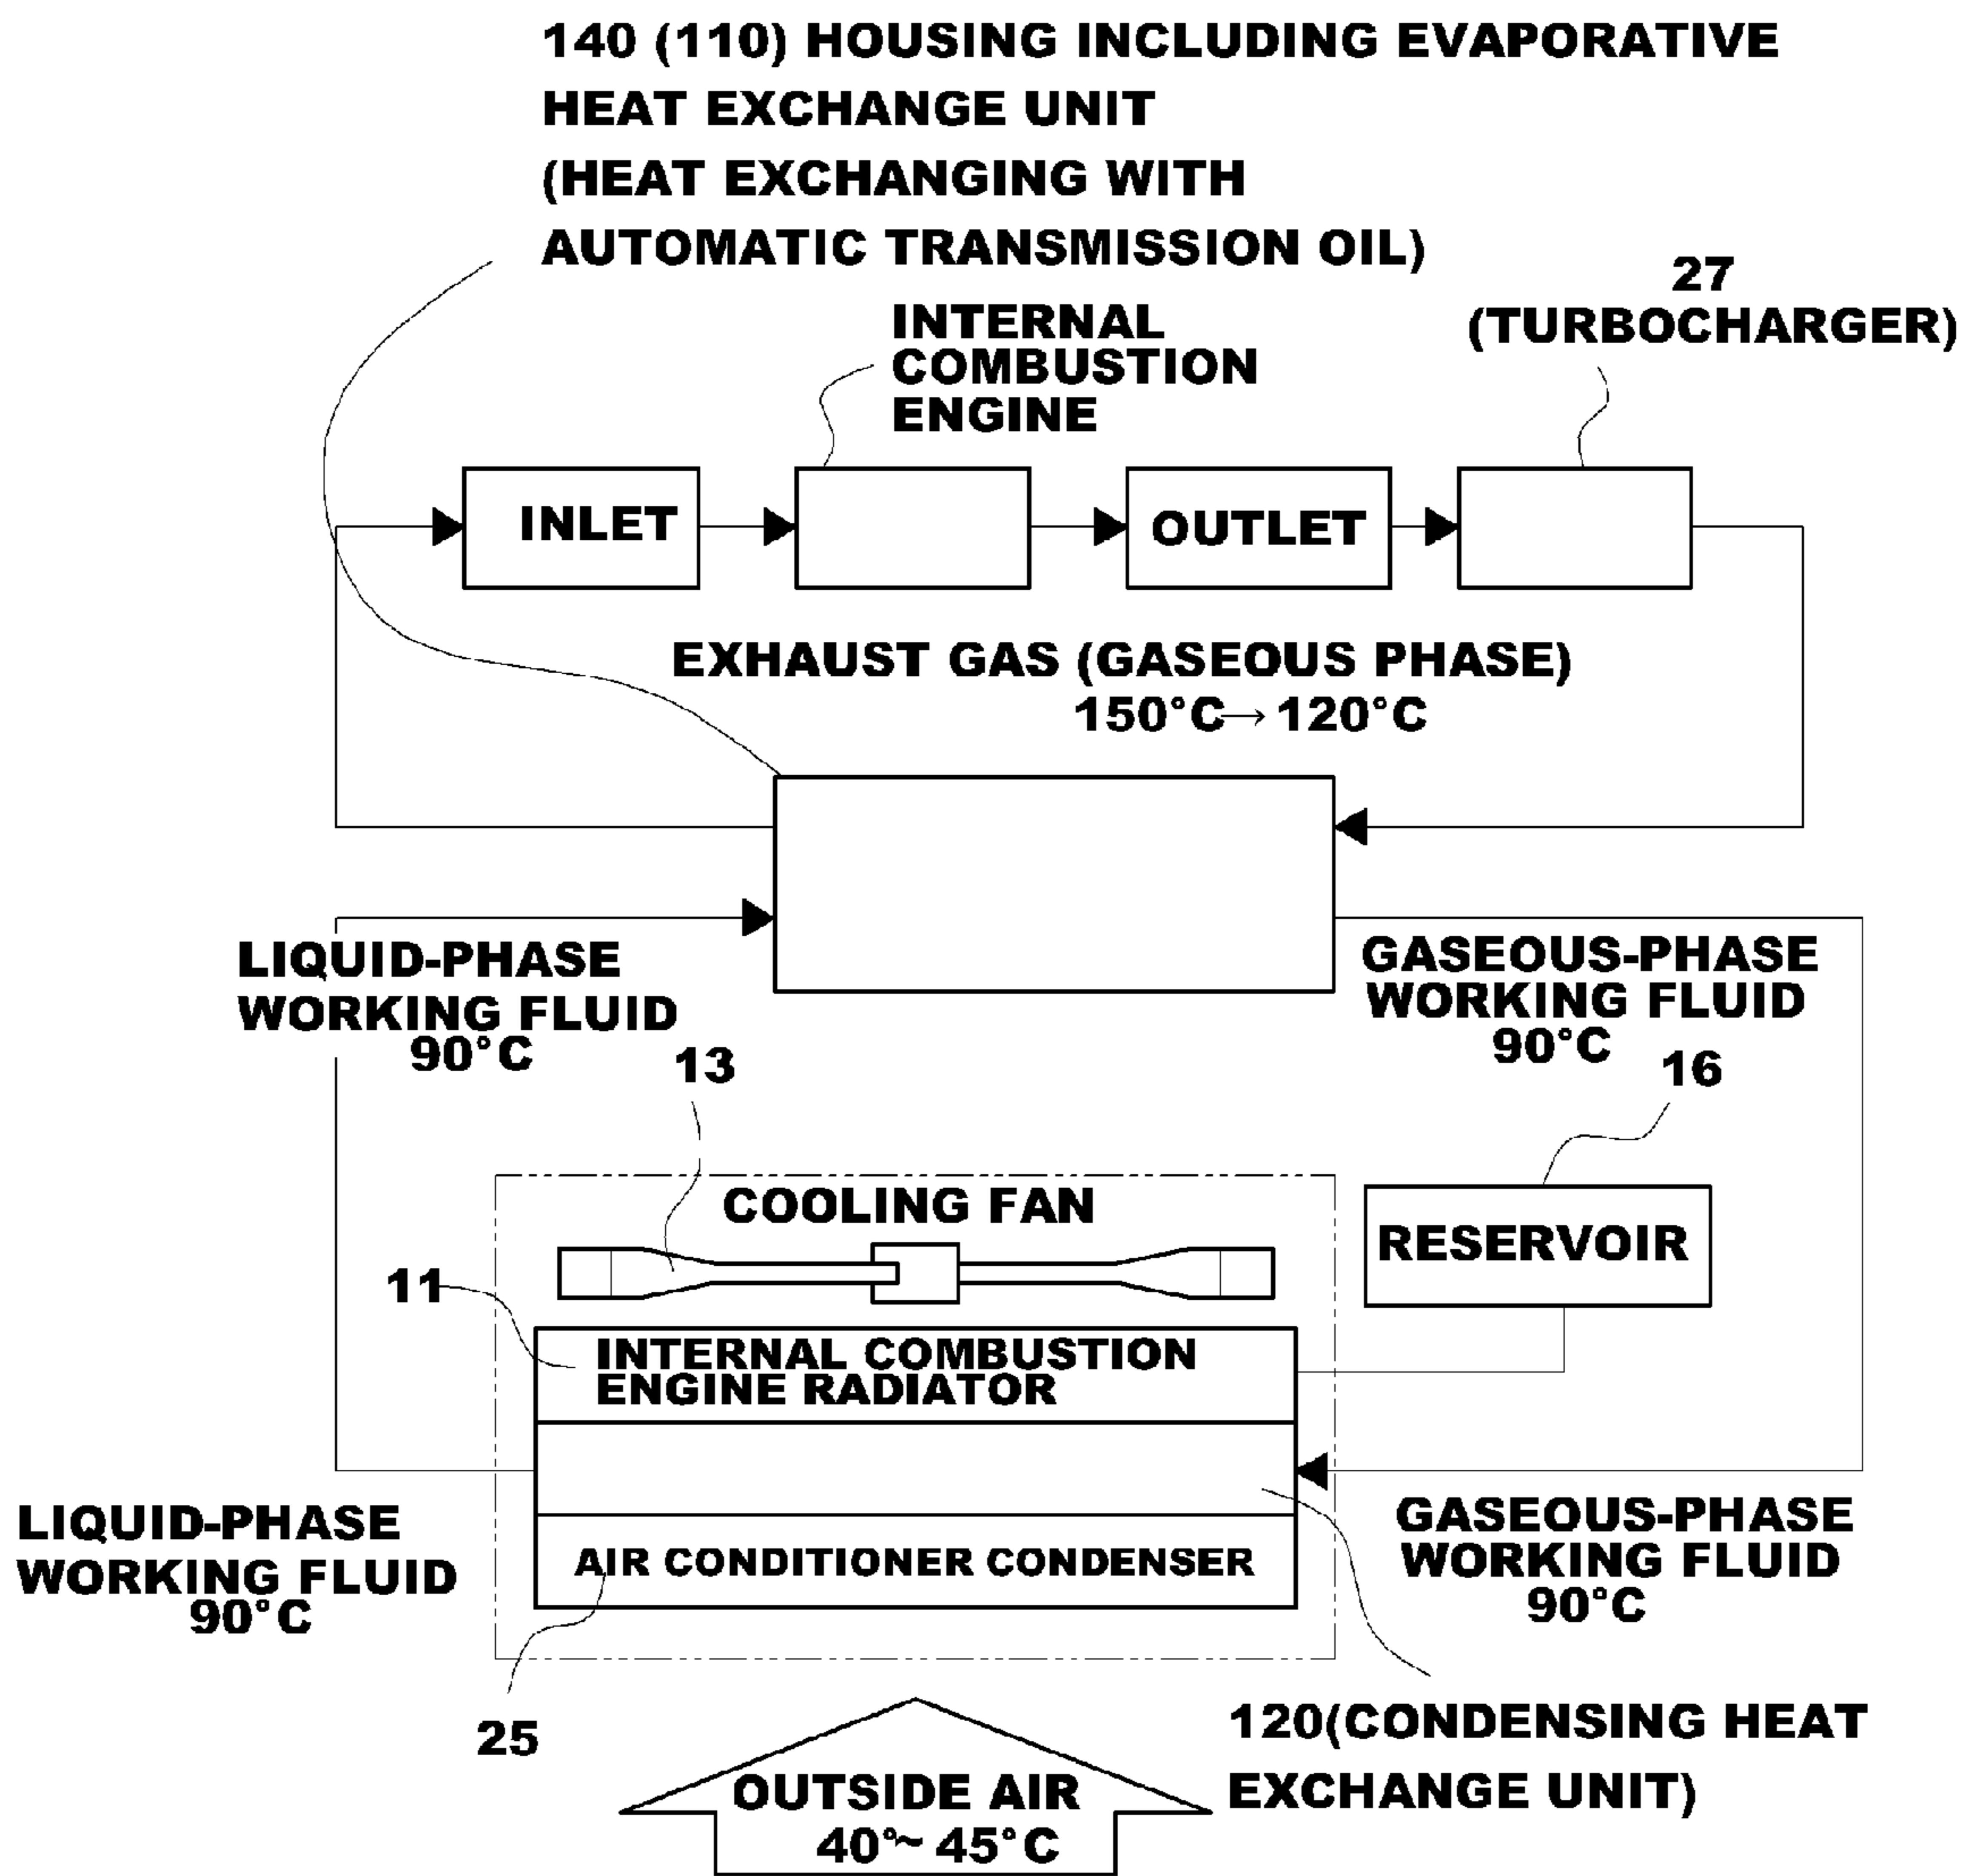 140 (110) HOUSING INCLUDING EVAPORATIVE
HEAT EXCHANGE UNIT
(HEAT EXCHANGING WITH
AUTOMATIC TRANSMISSION OIL)
27
(TURBOCHARGER)
INTERNAL
COMBUSTION
ENGINE
INLET
OUTLET
EXHAUST GAS (GASEOUS PHASE)
150°C→120°C
LIQUID-PHASE
WORKING FLUID
90°C
GASEOUS-PHASE
WORKING FLUID
90°C
13
16
COOLING FAN
RESERVOIR
11
INTERNAL COMBUSTION
ENGINE RADIATOR
AIR CONDITIONER CONDENSER
LIQUID-PHASE
WORKING FLUID
90°C
GASEOUS-PHASE
WORKING FLUID
90°C
25
120(CONDENSING HEAT
EXCHANGE UNIT)
OUTSIDE AIR
40°~ 45°C